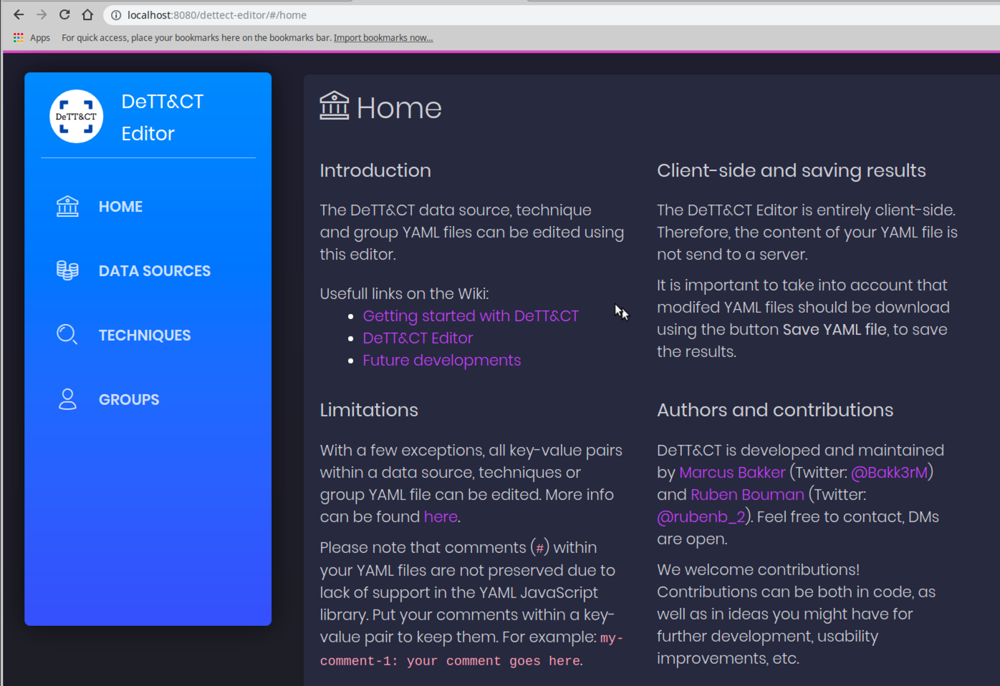 localhost:8080/dettect-editor/#/home
Apps For quick access, place your bookmarks here on the bookmarks bar. Import bookmarks now...
DeTT&CT
DeTT&CT
Editor
HOME
DATA SOURCES
TECHNIQUES
GROUPS
Home
Introduction
The DeTT&CT data source, technique
and group YAML files can be edited using
this editor.
Usefull links on the Wiki:
Getting started with DeTT&CT
DeTT&CT Editor
Future developments
Client-side and saving results
The DeTT&CT Editor is entirely client-side.
Therefore, the content of your YAML file is
not send to a server.
It is important to take into account that
modifed YAML files should be download
using the button Save YAML file, to save
the results.
Limitations
With a few exceptions, all key-value pairs
within a data source, techniques or
group YAML file can be edited. More info
can be found here.
Please note that comments (#) within
your YAML files are not preserved due to
lack of support in the YAML JavaScript
library. Put your comments within a key-
value pair to keep them. For example: my-
comment-1: your comment goes here.
Authors and contributions
DeTT&CT is developed and maintained
by Marcus Bakker (Twitter: @Bakk3rM)
and Ruben Bouman (Twitter:
@rubenb_2). Feel free to contact, DMs
are open.
We welcome contributions!
Contributions can be both in code, as
well as in ideas you might have for
further development, usability
improvements, etc.